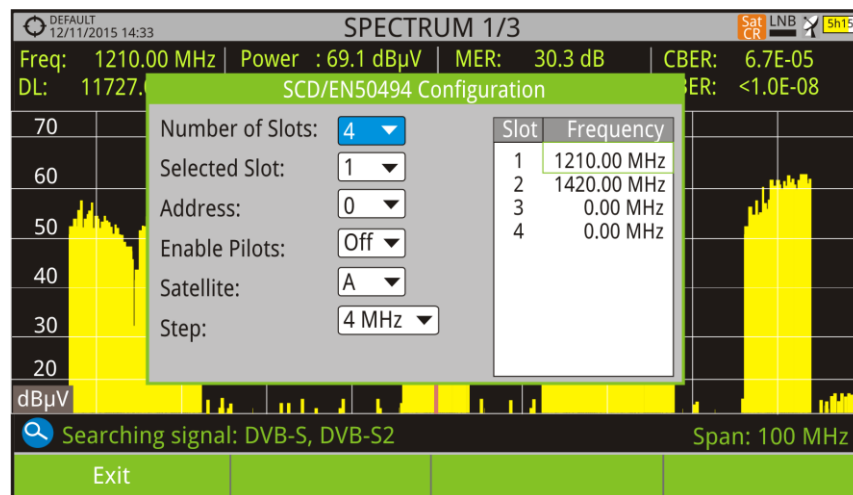 DEFAULT
12/11/2015 14:33
SPECTRUM 1/3
Sat CR
LNB
5h15
Freq: 1210.00 MHz | Power : 69.1 dBµV | MER: 30.3 dB | CBER: 6.7E-05
DL: 11727.
ER: <1.0E-08
SCD/EN50494 Configuration
Number of Slots: 4
Selected Slot: 1
Address: 0
Enable Pilots: Off
Satellite: A
Step: 4 MHz
Slot Frequency
1 1210.00 MHz
2 1420.00 MHz
3 0.00 MHz
4 0.00 MHz
70
60
50
40
30
20
dBµV
Searching signal: DVB-S, DVB-S2
Span: 100 MHz
Exit